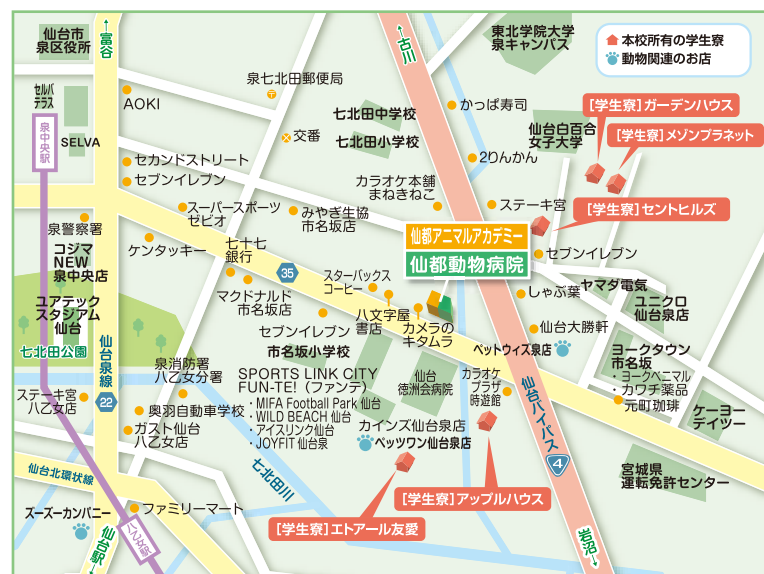 仙台市
泉区役所
富谷
古川
東北学院大学
泉キャンパス
本校所有の学生寮
動物関連のお店
セルバ
テラス
AOKI
泉七北田郵便局
泉中央駅
SELVA
交番
七北田中学校
七北田小学校
かっぱ寿司
仙台白百合
女子大学
[学生寮]ガーデンハウス
[学生寮]メゾンプラネット
2りんかん
セカンドストリート
セブンイレブン
カラオケ本舗
まねきねこ
ステーキ宮
[学生寮]セントヒルズ
スーパースポーツ
ゼビオ
みやぎ生協
市名坂店
泉警察署
ケンタッキー
七十七
銀行
仙都アニマルアカデミー
仙都動物病院
セブンイレブン
コジマ
NEW
泉中央店
35
スターバックス
コーヒー
マクドナルド
市名坂店
しゃぶ葉
ヤマダ電気
ユニクロ
仙台泉店
ユアテック
スタジアム
仙台
セブンイレブン
八文字屋
書店
カメラの
キタムラ
仙台大勝軒
七北田公園
仙台泉線
市名坂小学校
ペットウィズ泉店
ヨークタウン
市名坂
・ヨークベニマル
・カワチ薬品
・元町珈琲
泉消防署
八乙女分署
SPORTS LINK CITY
FUN-TE!（ファンテ）
・MIFA Football Park 仙台
・WILD BEACH 仙台
・アイスリンク仙台
・JOYFIT 仙台泉
仙台
徳洲会病院
カラオケ
プラザ
時遊館
仙台バイパス
ステーキ宮
八乙女店
22
奥羽自動車学校
ガスト仙台
八乙女店
カインズ仙台泉店
ペッツワン仙台泉店
ケーヨー
デイツー
4
仙台北環状線
七北田川
宮城県
運転免許センター
[学生寮]アップルハウス
ズーズーカンパニー
ファミリーマート
[学生寮]エトアール友愛
仙台駅
八乙女駅
岩沼